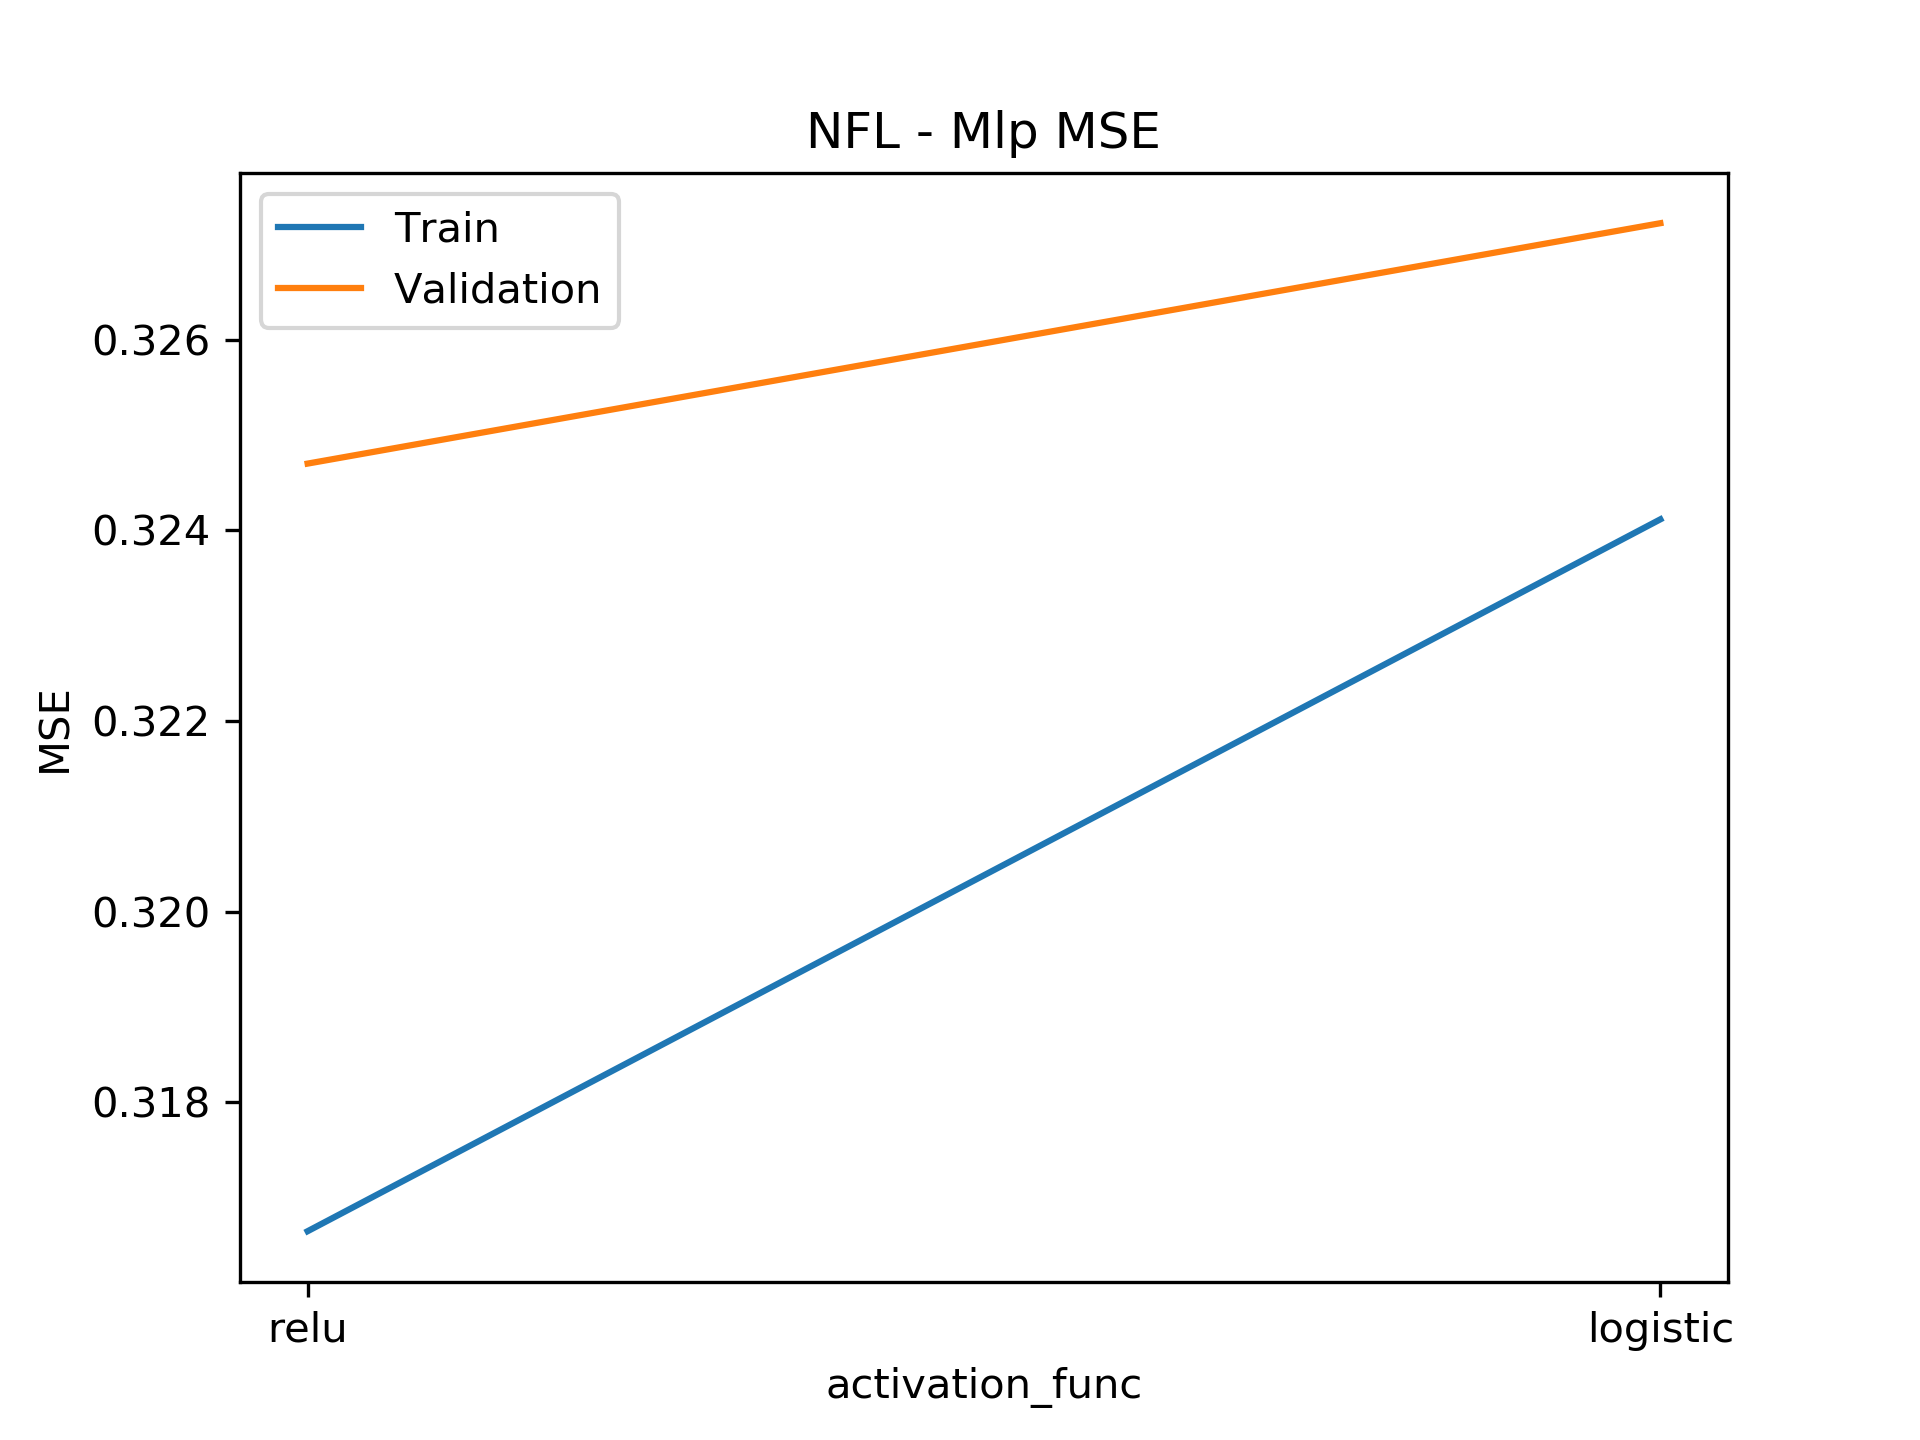 NFL - Mlp MSE
Train
Validation
0.326
0.324
0.322
0.320
0.318
MSE
relu
logistic
activation_func